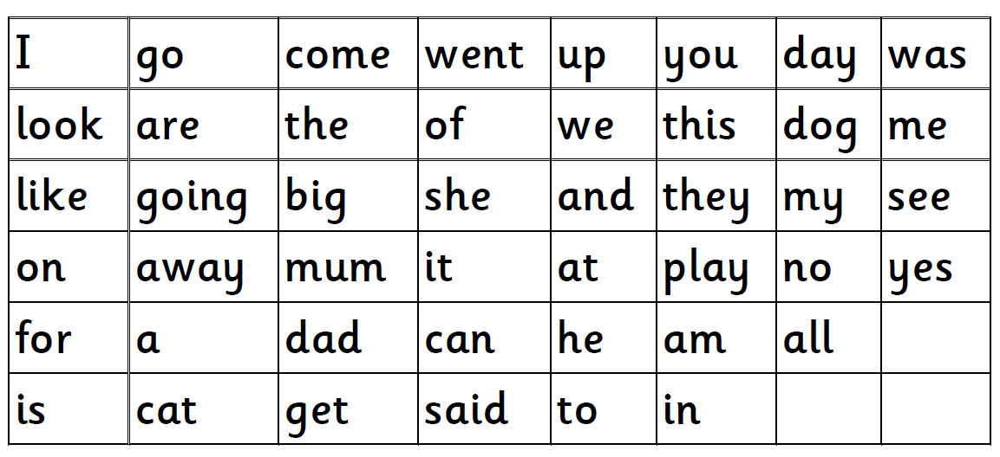 I go come went up you day was
look are the of we this dog me
like going big she and they my see
on away mum it at play no yes
for a dad can he am all
is cat get said to in